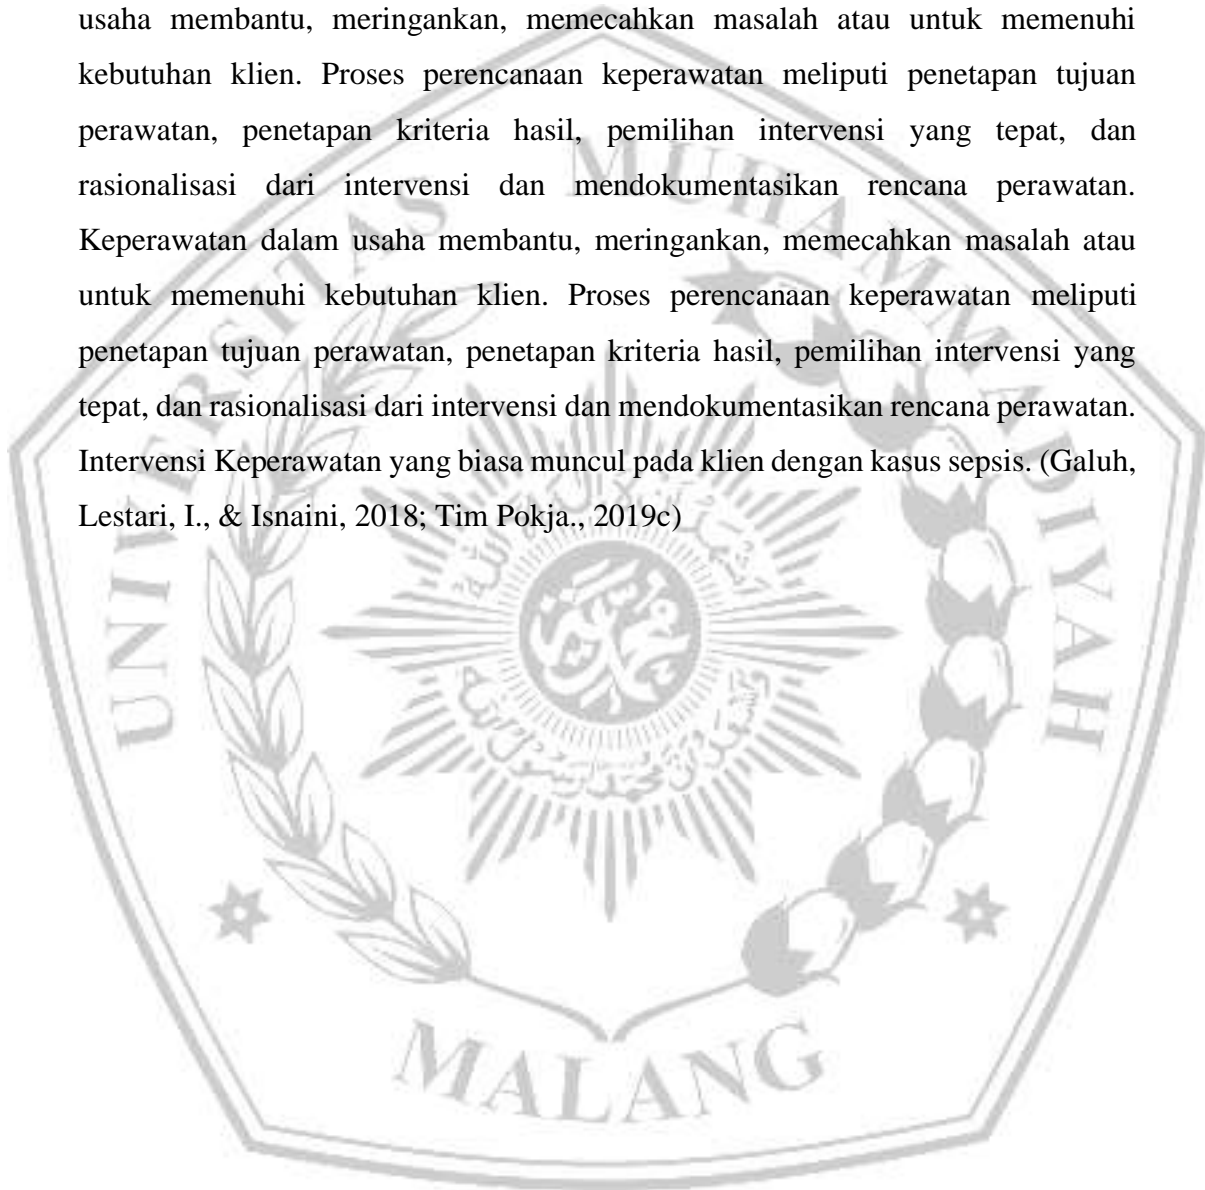 usaha membantu, meringankan, memecahkan masalah atau untuk memenuhi
kebutuhan klien. Proses perencanaan keperawatan meliputi penetapan tujuan
perawatan, penetapan kriteria hasil, pemilihan intervensi yang tepat, dan
rasionalisasi dari intervensi dan mendokumentasikan rencana perawatan.
Keperawatan dalam usaha membantu, meringankan, memecahkan masalah atau
untuk memenuhi kebutuhan klien. Proses perencanaan keperawatan meliputi
penetapan tujuan perawatan, penetapan kriteria hasil, pemilihan intervensi yang
tepat, dan rasionalisasi dari intervensi dan mendokumentasikan rencana perawatan.
Intervensi Keperawatan yang biasa muncul pada klien dengan kasus sepsis. (Galuh,
Lestari, I., & Isnaini, 2018; Tim Pokja., 2019c)
UNIVERSITAS MUHAMMADIYAH
MALANG